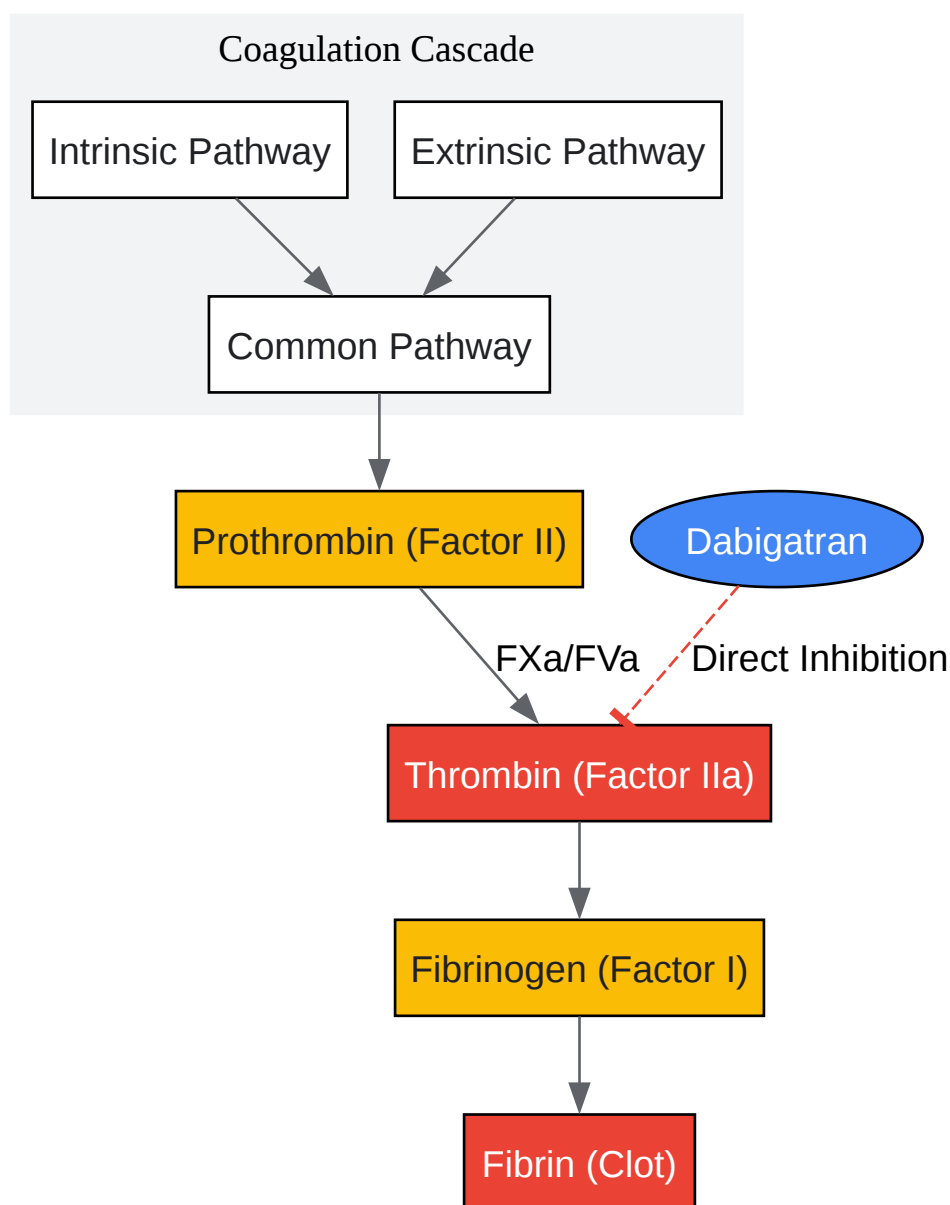 Coagulation Cascade
Intrinsic Pathway
Extrinsic Pathway
Common Pathway
Prothrombin (Factor II)
Dabigatran
FXa/FVa
Direct Inhibition
Thrombin (Factor IIa)
Fibrinogen (Factor I)
Fibrin (Clot)